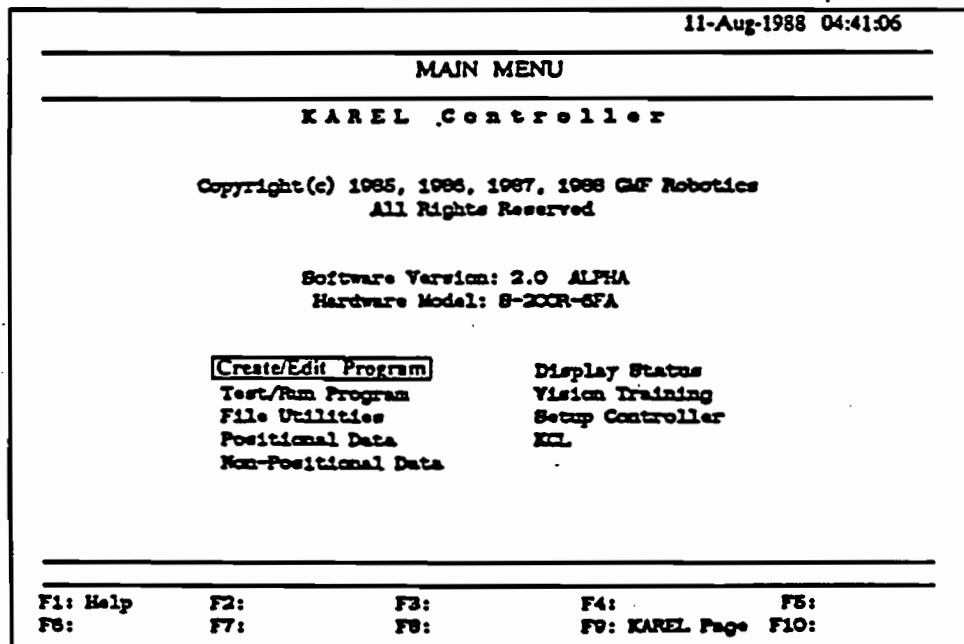 11-Aug-1988 04:41:06
MAIN MENU
KAREL Controller
Copyright(c) 1985, 1986, 1987, 1988 GMF Robotics
All Rights Reserved
Software Version: 2.0 ALPHA
Hardware Model: S-200R-6FA
Create/Edit Program Display Status
Test/Run Program Vision Training
File Utilities Setup Controller
Positional Data KCL
Non-Positional Data
F1: Help F2: F3: F4: F5:
F6: F7: F8: F9: KAREL Page F10: